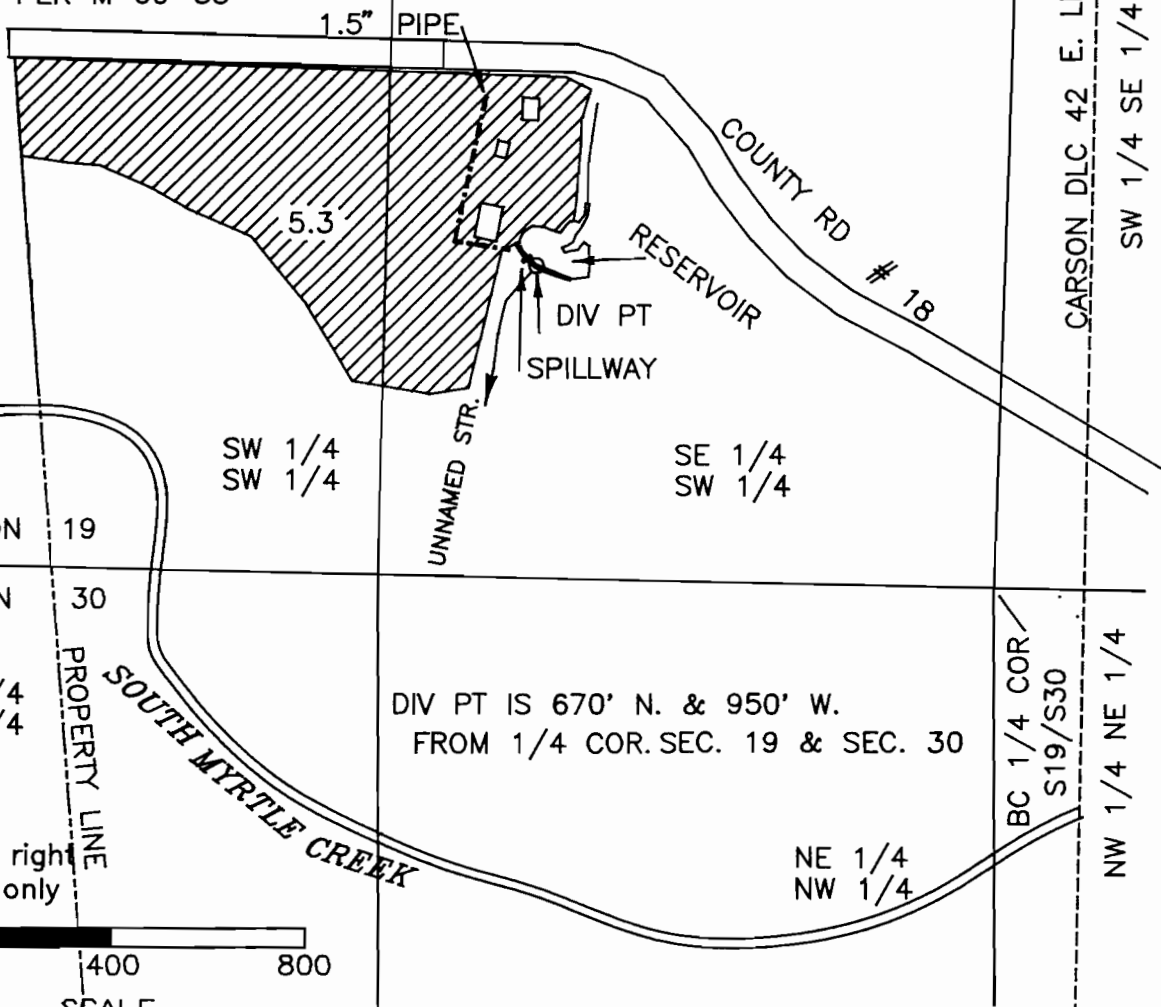 1.5" PIPE
COUNTY RD # 18
CARSON DLC 42 E.
SW 1/4 SE 1/4
5.3
RESERVOIR
DIV PT
SPILLWAY
UNNAMED STR.
SW 1/4
SW 1/4
SE 1/4
SW 1/4
19
30
PROPERTY LINE
SOUTH MYRTLE CREEK
DIV PT IS 670' N. & 950' W.
FROM 1/4 COR. SEC. 19 & SEC. 30
BC 1/4 COR
S19/S30
NW 1/4 NE 1/4
NE 1/4
NW 1/4
right
only
400 800
SCALE